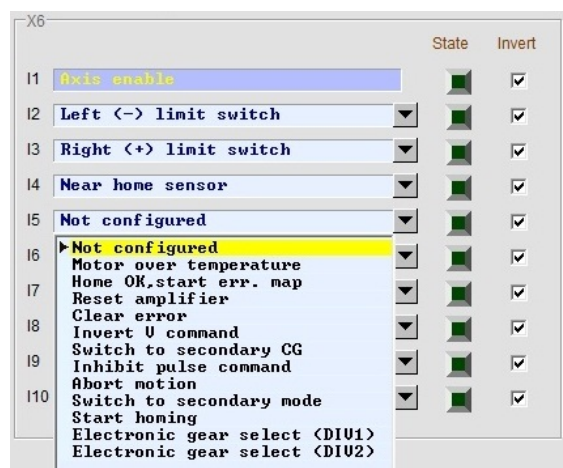 X6
State Invert
I1 Axis enable
I2 Left (-) limit switch
I3 Right (+) limit switch
I4 Near home sensor
I5 Not configured
Not configured
I6
Motor over temperature
Home OK,start err. map
I7
Reset amplifier
Clear error
I8
Invert V command
Switch to secondary CG
I9
Inhibit pulse command
Abort motion
I10
Switch to secondary mode
Start homing
Electronic gear select (DIV1)
Electronic gear select (DIV2)